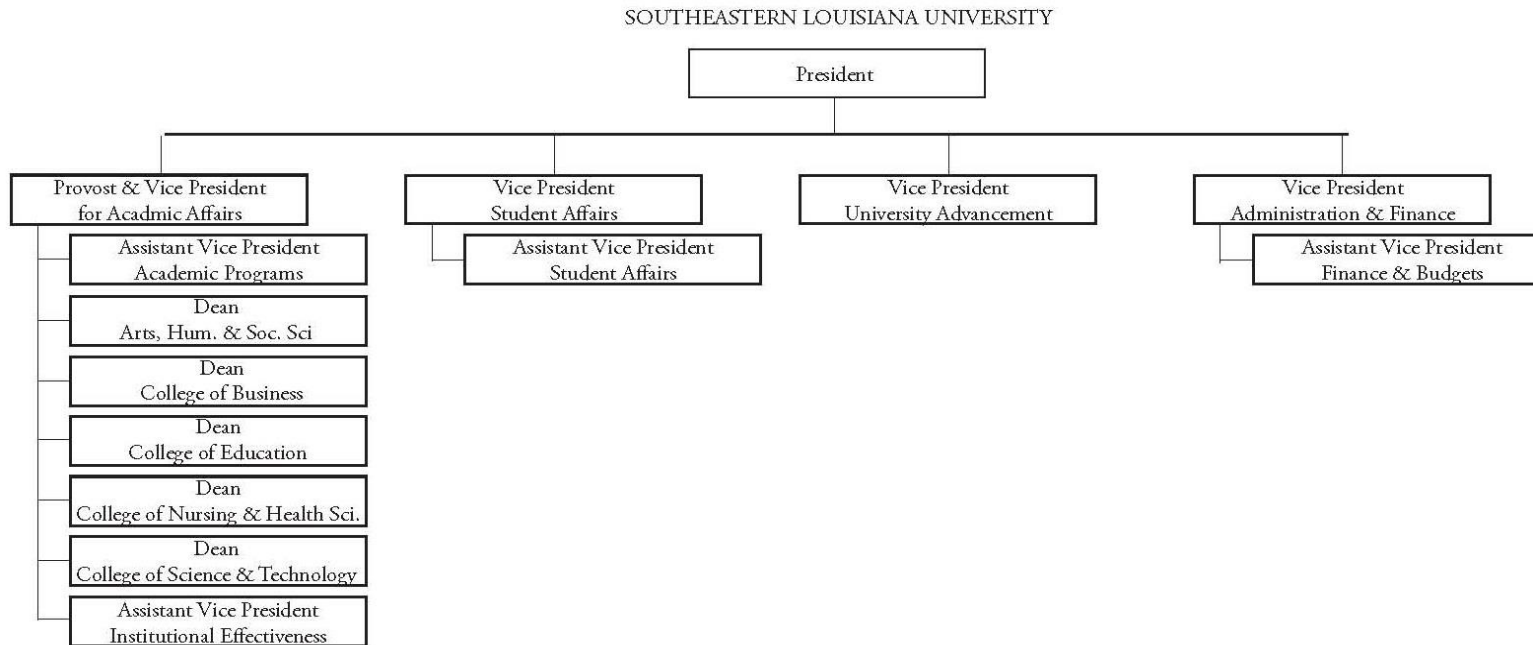 SOUTHEASTERN LOUISIANA UNIVERSITY
President
Provost & Vice President
for Acadmic Affairs
Assistant Vice President
Academic Programs
Dean
Arts, Hum. & Soc. Sci
Dean
College of Business
Dean
College of Education
Dean
College of Nursing & Health Sci.
Dean
College of Science & Technology
Assistant Vice President
Institutional Effectiveness
Vice President
Student Affairs
Assistant Vice President
Student Affairs
Vice President
University Advancement
Vice President
Administration & Finance
Assistant Vice President
Finance & Budgets